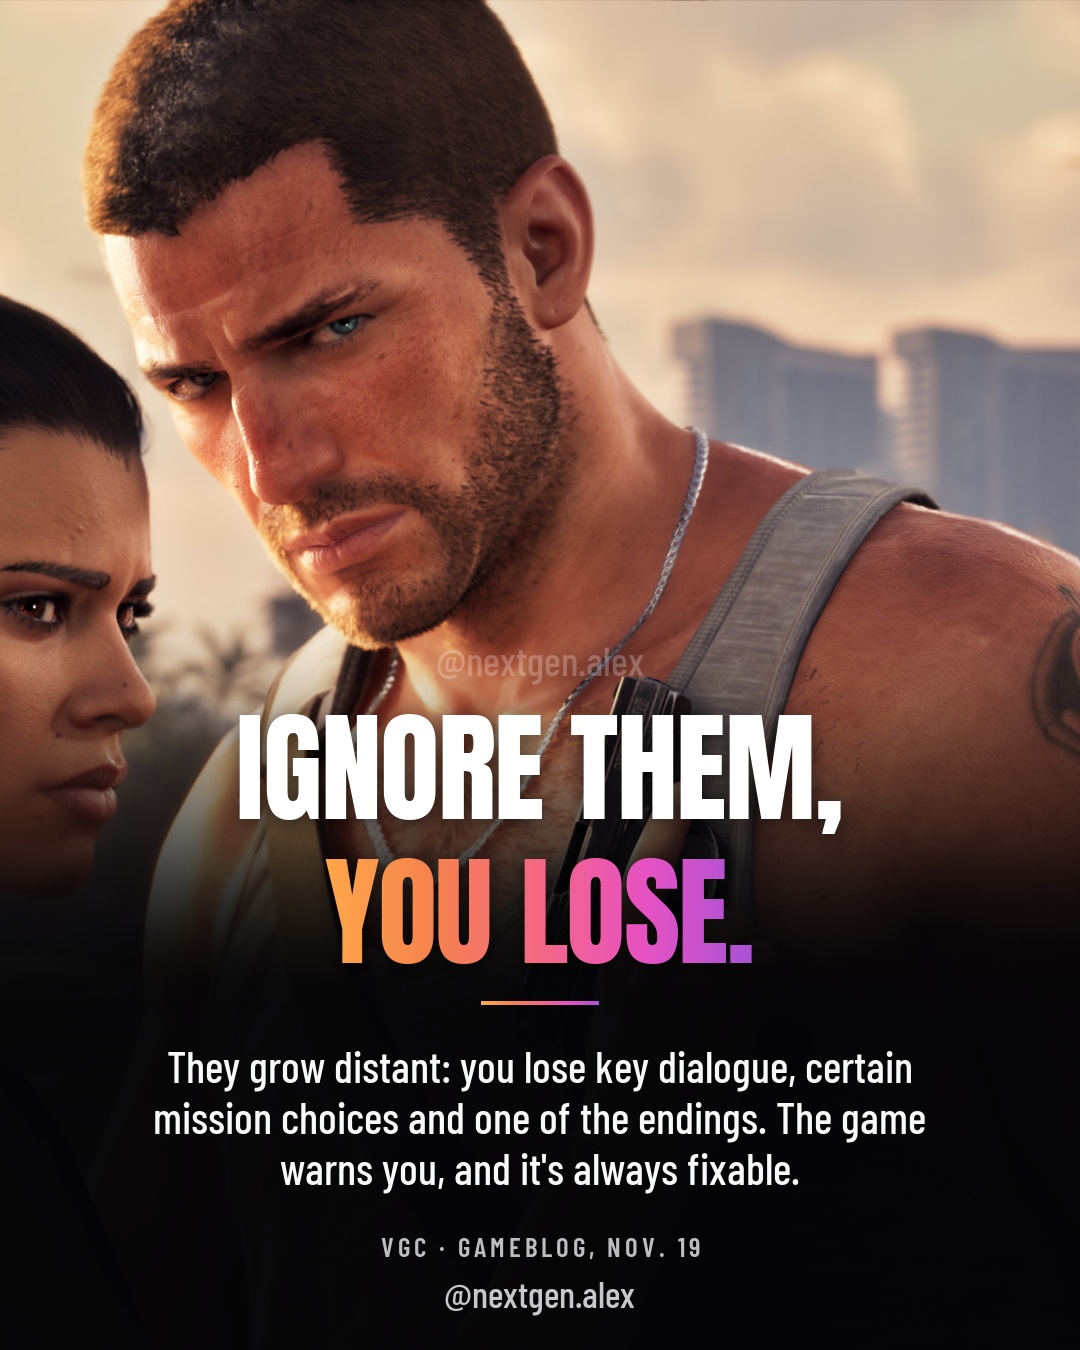 @nextgen.alex
IGNORE THEM,
YOU LOSE.
They grow distant: you lose key dialogue, certain
mission choices and one of the endings. The game
warns you, and it's always fixable.
VGC · GAMEBLOG, NOV. 19
@nextgen.alex